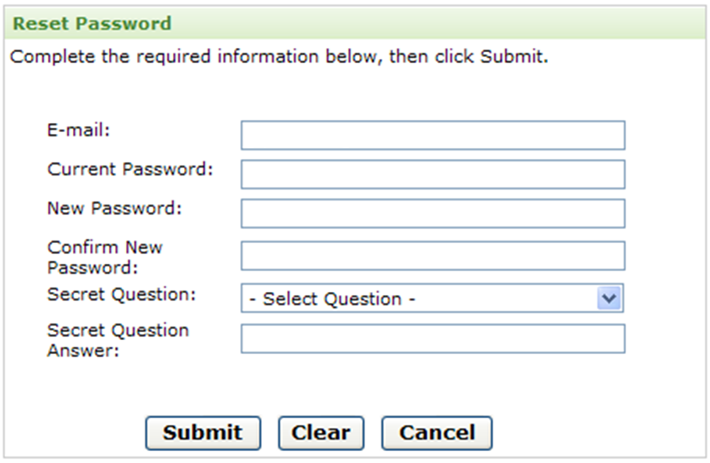 Reset Password
Complete the required information below, then click Submit.
E-mail:
Current Password:
New Password:
Confirm New
Password:
Secret Question:
- Select Question -
Secret Question
Answer:
Submit Clear Cancel